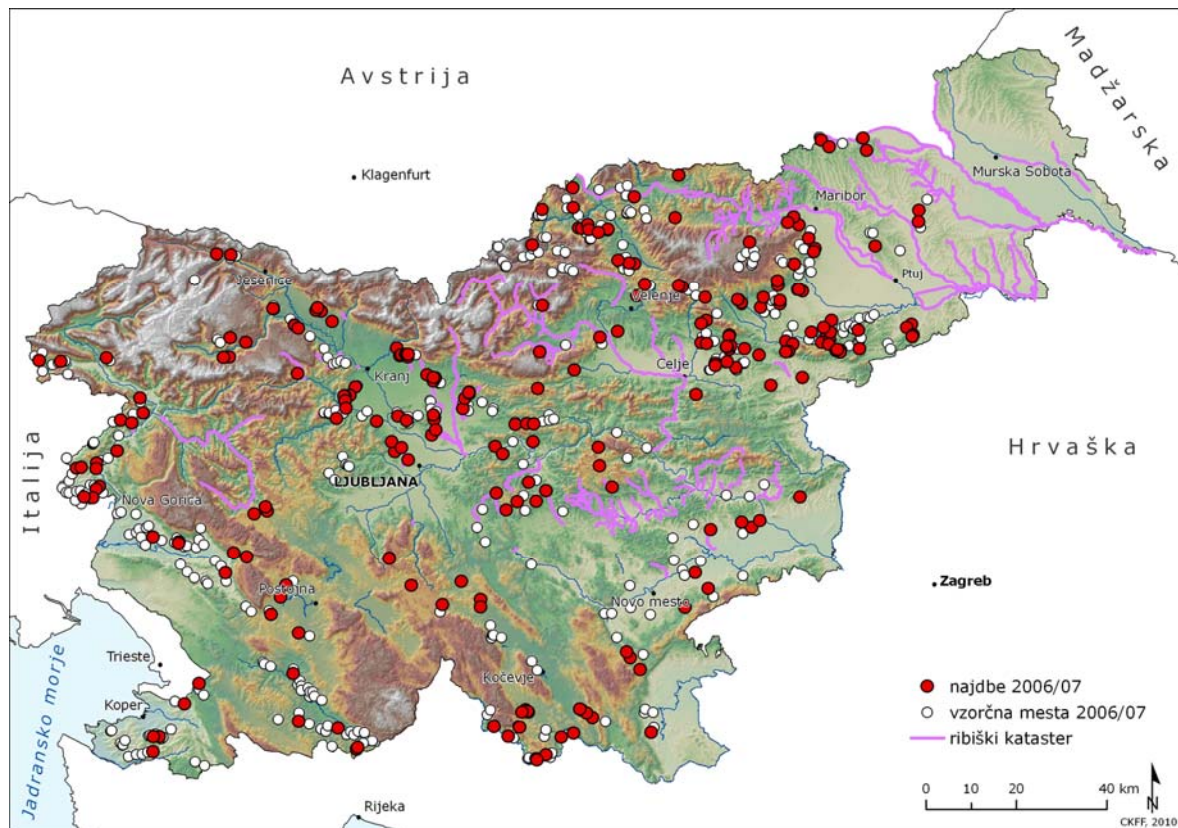 Avstrija
Madžarska
Klagenfurt
Murska Sobota
Maribor
Jesenice
Ptuj
Velenje
Celje
Kranj
Italija
Hrvaška
LJUBLJANA
Nova Gorica
Zagreb
Postojna
Novo mesto
Trieste
Kočevje
Koper
Jadransko morje
Rijeka
najdbe 2006/07
vzorčna mesta 2006/07
ribiški kataster
0 10 20 40 km
N
CKFF, 2010